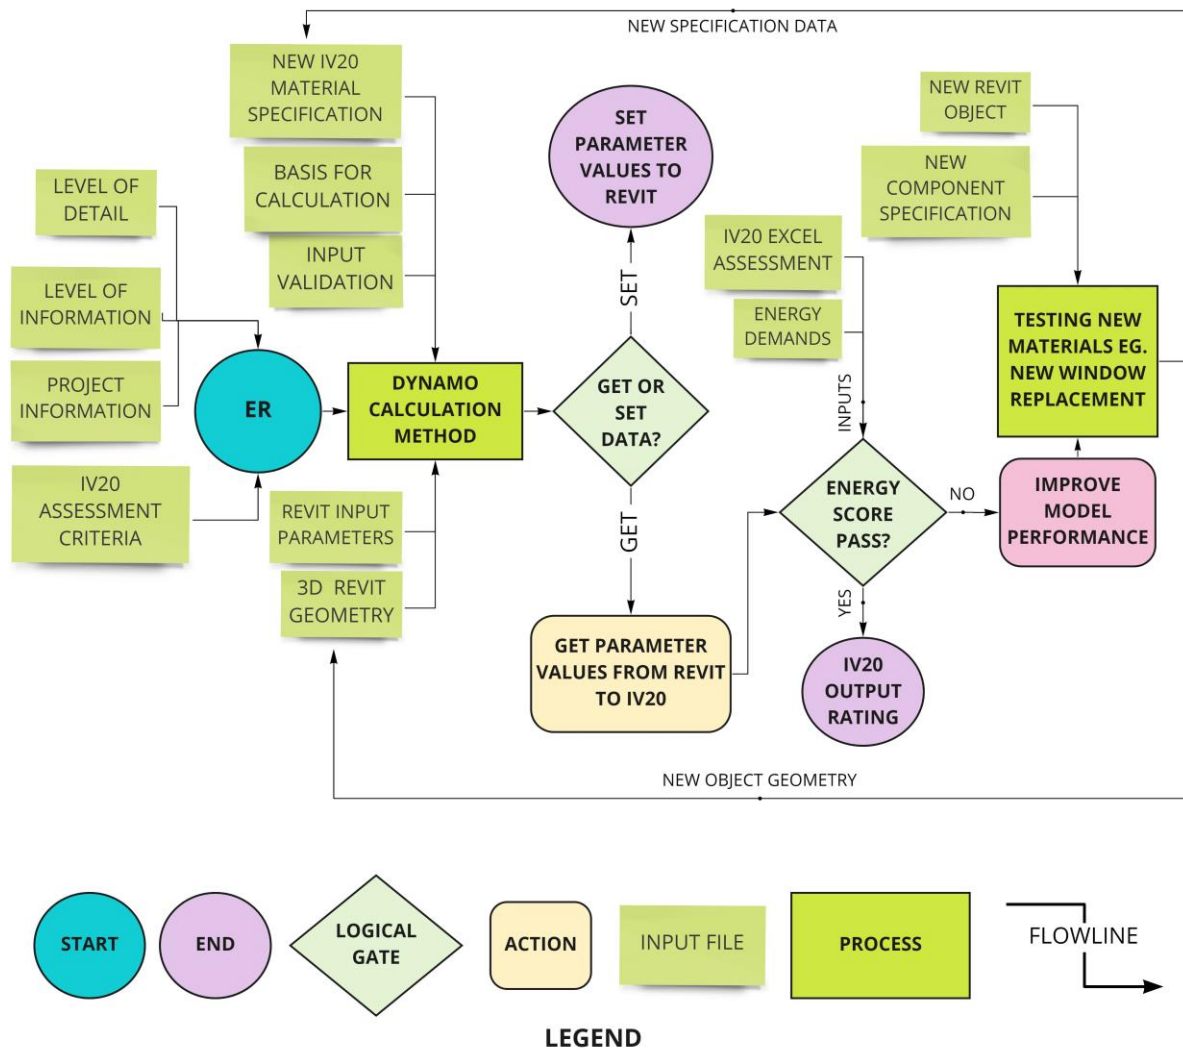 NEW SPECIFICATION DATA
NEW IV20
MATERIAL
SPECIFICATION
BASIS FOR
CALCULATION
INPUT
VALIDATION
LEVEL OF
DETAIL
LEVEL OF
INFORMATION
PROJECT
INFORMATION
IV20
ASSESSMENT
CRITERIA
ER
DYNAMO
CALCULATION
METHOD
REVIT INPUT
PARAMETERS
3D REVIT
GEOMETRY
SET
PARAMETER
VALUES TO
REVIT
SET
GET OR
SET
DATA?
GET
GET PARAMETER
VALUES FROM REVIT
TO IV20
IV20 EXCEL
ASSESSMENT
ENERGY
DEMANDS
INPUTS
ENERGY
SCORE
PASS?
NO
YES
IV20
OUTPUT
RATING
NEW REVIT
OBJECT
NEW
COMPONENT
SPECIFICATION
TESTING NEW
MATERIALS EG.
NEW WINDOW
REPLACEMENT
IMPROVE
MODEL
PERFORMANCE
NEW OBJECT GEOMETRY
START
END
LOGICAL
GATE
ACTION
INPUT FILE
PROCESS
FLOWLINE
LEGEND